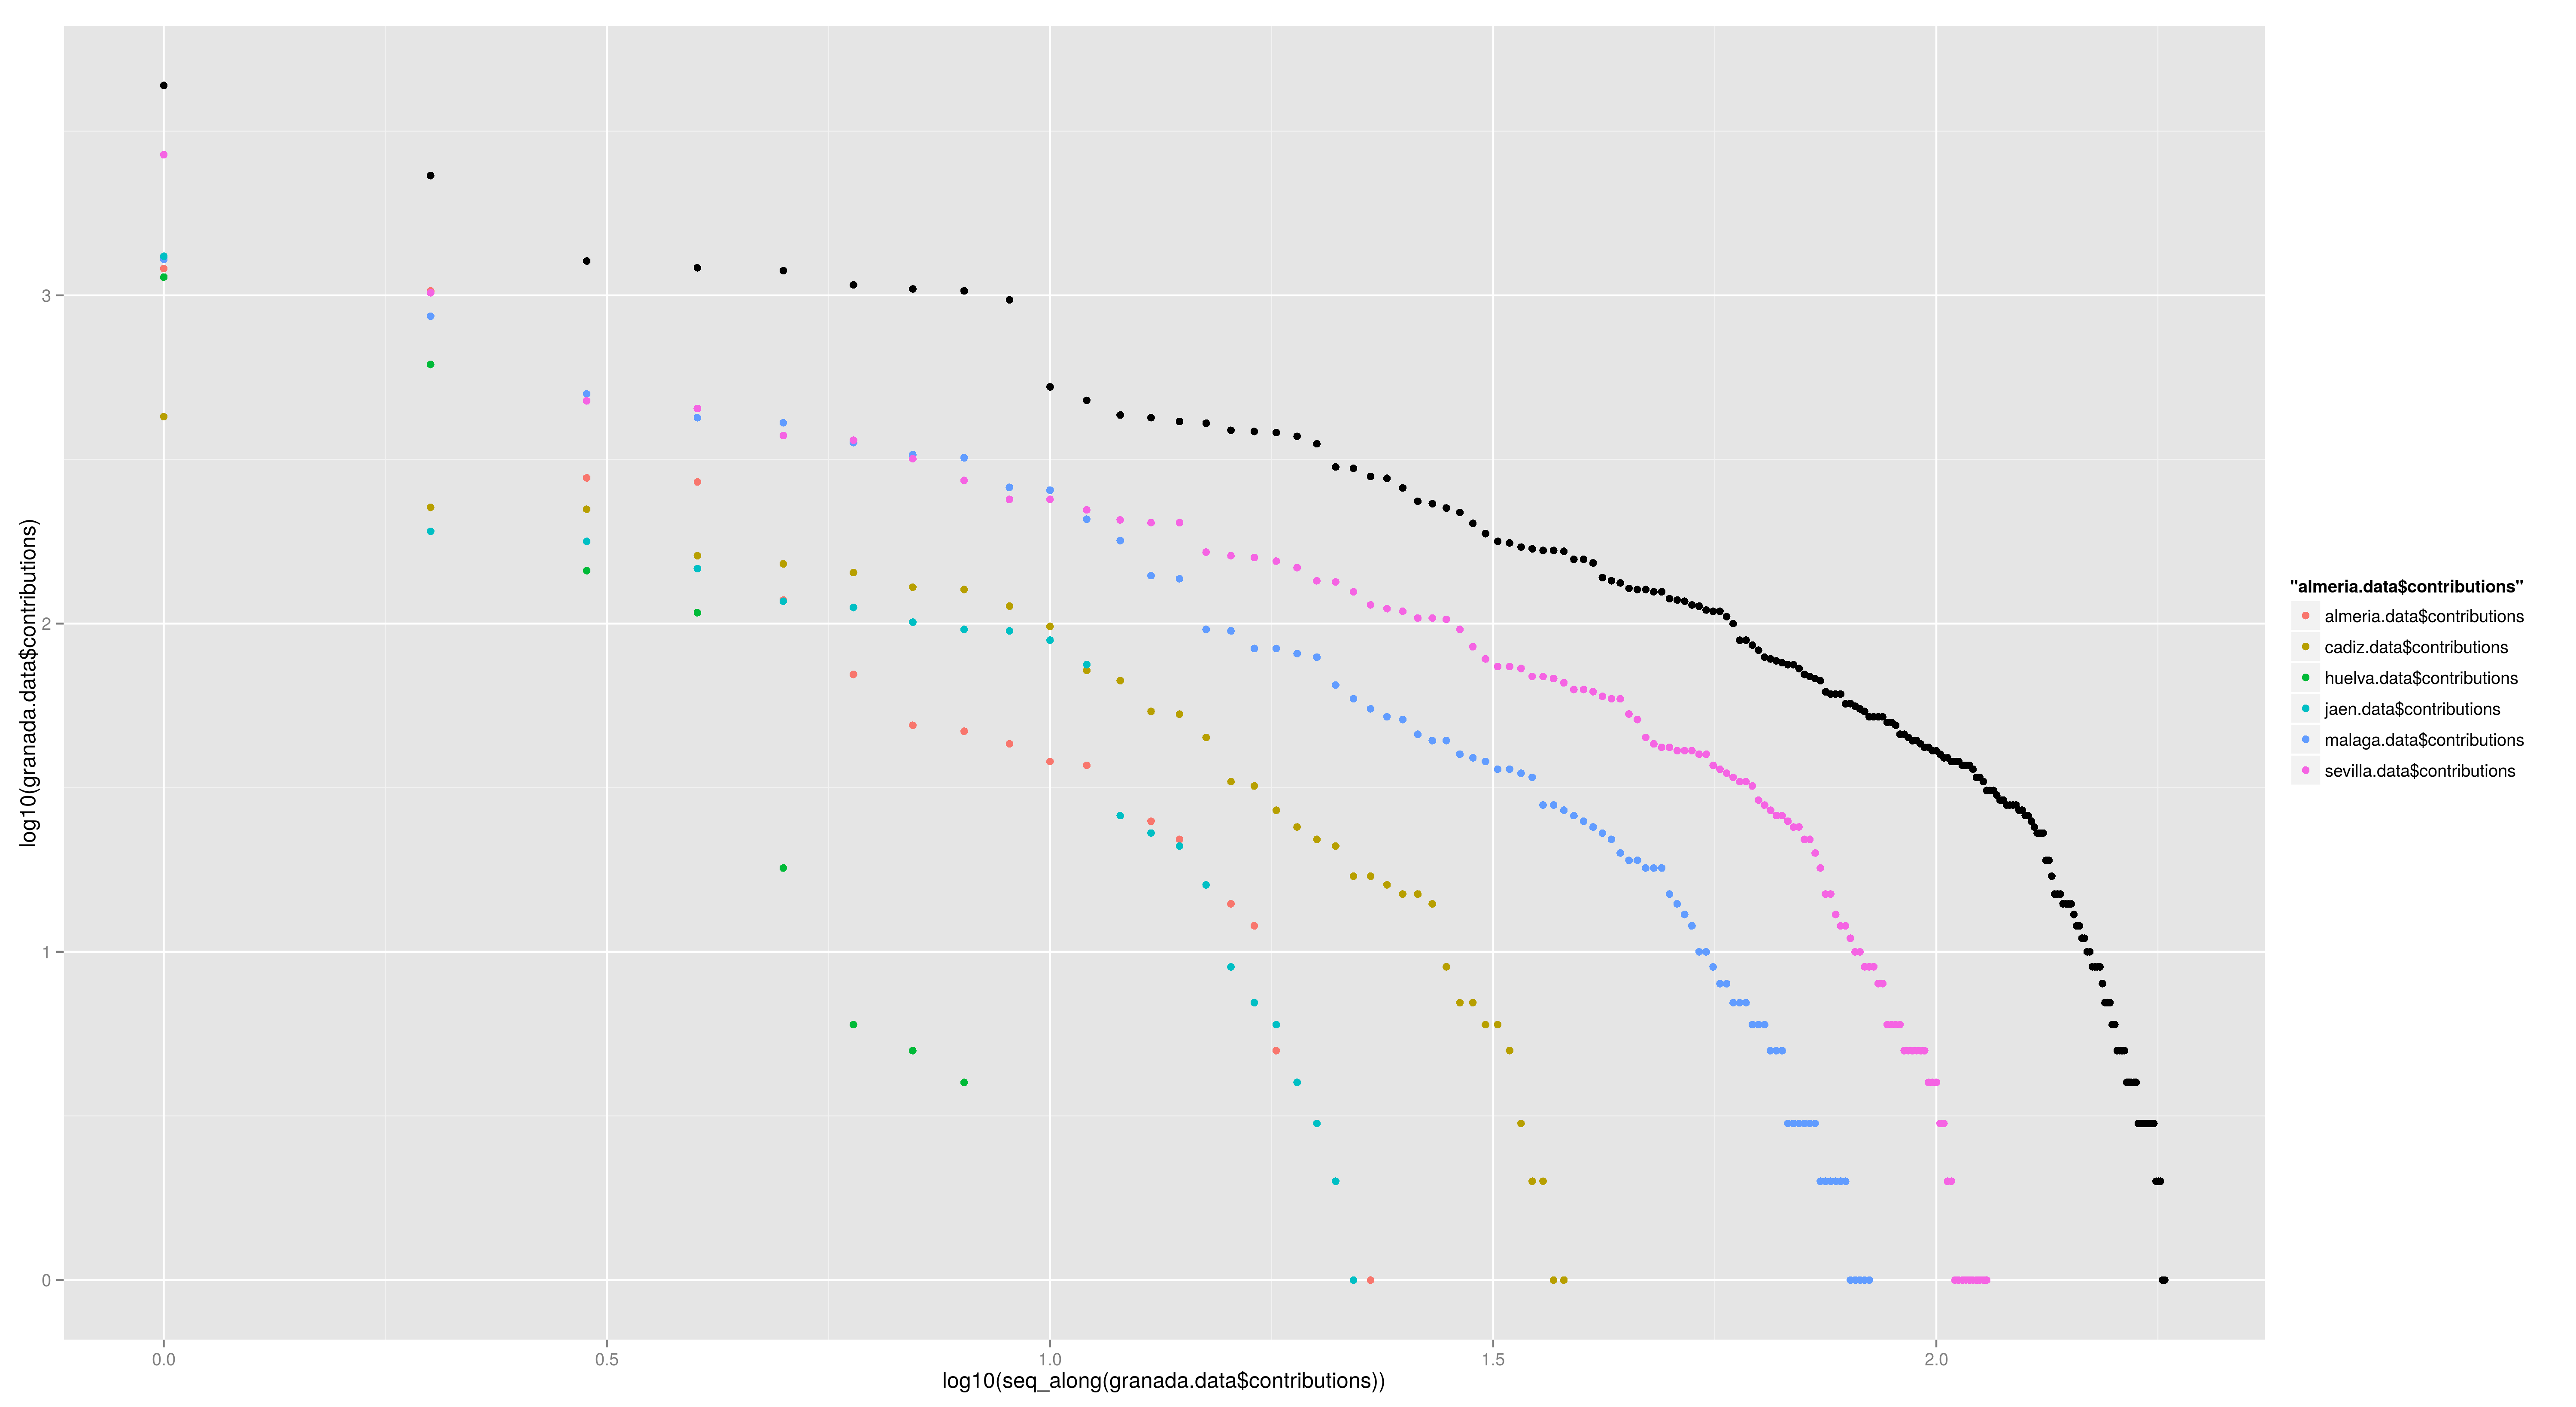 log10(granada.data$contributions)
3
2
1
0
0.0 0.5 1.0 1.5 2.0
log10(seq_along(granada.data$contributions))
"almeria.data$contributions"
almeria.data$contributions
cadiz.data$contributions
huelva.data$contributions
jaen.data$contributions
malaga.data$contributions
sevilla.data$contributions